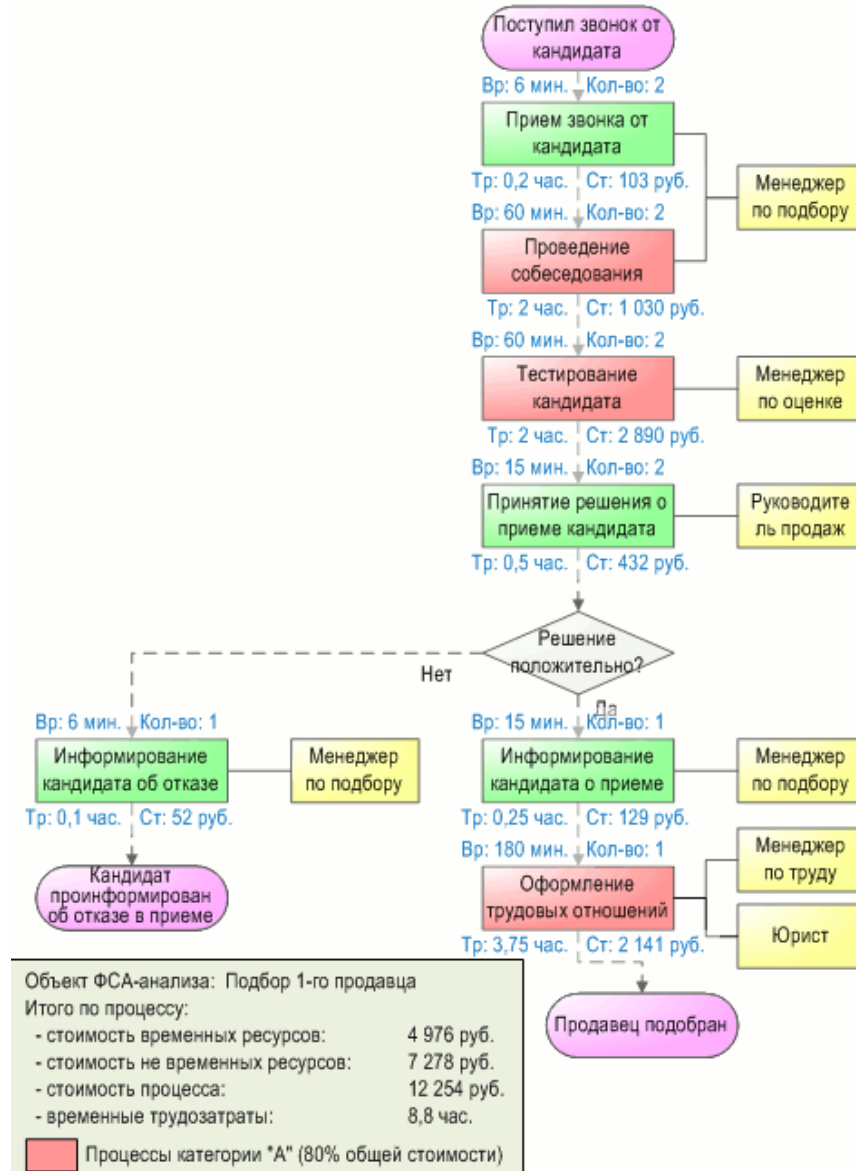 Поступил звонок от
кандидата
Вр: 6 мин. Кол-во: 2
Прием звонка от
кандидата
Тр: 0,2 час. Ст: 103 руб.
Менеджер
по подбору
Вр: 60 мин. Кол-во: 2
Проведение
собеседования
Тр: 2 час. Ст: 1 030 руб.
Вр: 60 мин. Кол-во: 2
Тестирование
кандидата
Менеджер
по оценке
Тр: 2 час. Ст: 2 890 руб.
Вр: 15 мин. Кол-во: 2
Принятие решения о
приеме кандидата
Руководите
ль продаж
Тр: 0,5 час. Ст: 432 руб.
Решение
положительно?
Нет
Да
Вр: 6 мин. Кол-во: 1
Информирование
кандидата об отказе
Менеджер
по подбору
Тр: 0,1 час. Ст: 52 руб.
Кандидат
проинформирован
об отказе в приеме
Вр: 15 мин. Кол-во: 1
Информирование
кандидата о приеме
Менеджер
по подбору
Тр: 0,25 час. Ст: 129 руб.
Вр: 180 мин. Кол-во: 1
Оформление
трудовых отношений
Менеджер
по труду
Юрист
Тр: 3,75 час. Ст: 2 141 руб.
Продавец подобран
Объект ФСА-анализа: Подбор 1-го продавца
Итого по процессу:
- стоимость временных ресурсов: 4 976 руб.
- стоимость не временных ресурсов: 7 278 руб.
- стоимость процесса: 12 254 руб.
- временные трудозатраты: 8,8 час.
Процессы категории "А" (80% общей стоимости)